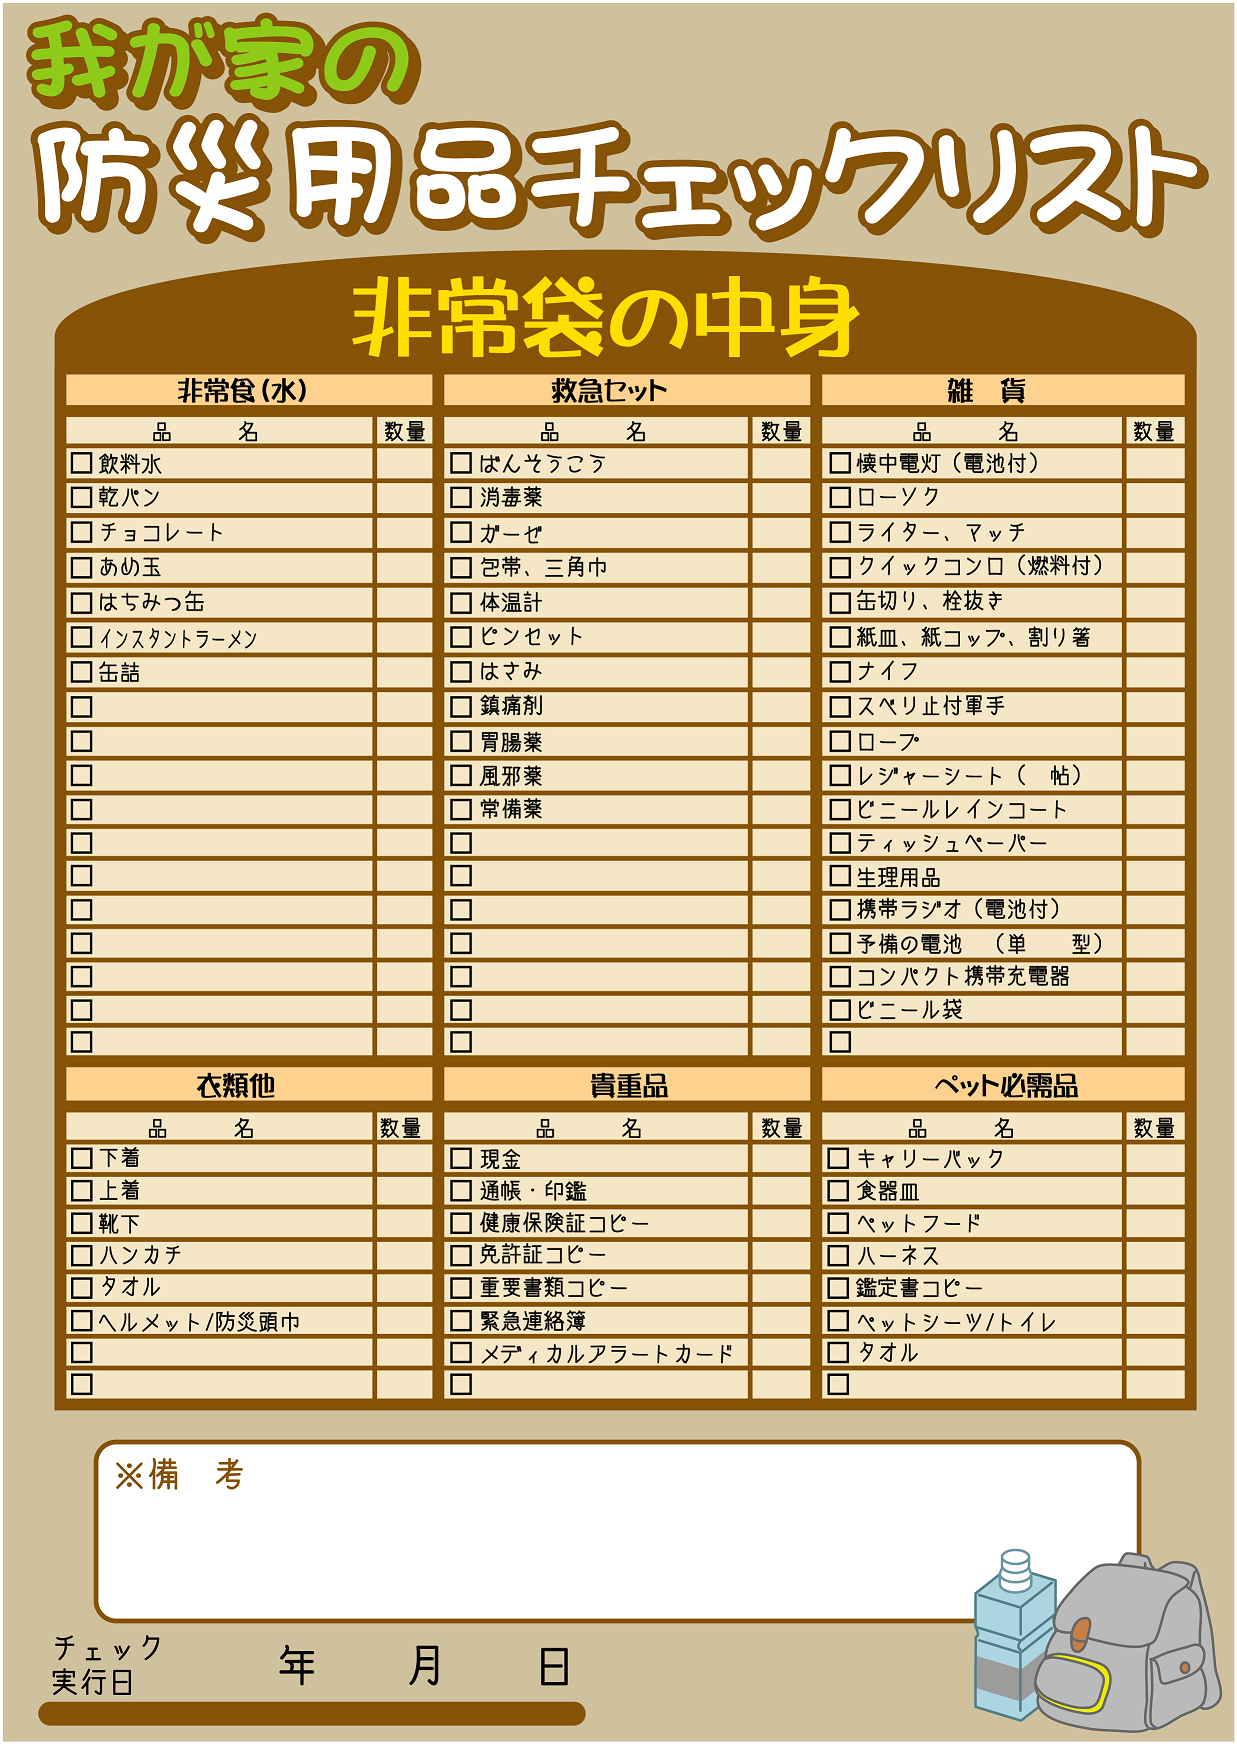 我が家の
防災用品チェックリスト
非常袋の中身
非常食(水)
品　名　数量
□飲料水
□乾パン
□チョコレート
□あめ玉
□はちみつ缶
□インスタントラーメン
□缶詰
□
□
□
□
□
□
□
□
□
□
□
救急セット
品　名　数量
□ばんそうこう
□消毒薬
□ガーゼ
□包帯、三角巾
□体温計
□ピンセット
□はさみ
□鎮痛剤
□胃腸薬
□風邪薬
□常備薬
□
□
□
□
□
□
□
雑　貨
品　名　数量
□懐中電灯（電池付）
□ローソク
□ライター、マッチ
□クイックコンロ（燃料付）
□缶切り、栓抜き
□紙皿、紙コップ、割り箸
□ナイフ
□スベリ止付軍手
□ロープ
□レジャーシート（　帖）
□ビニールレインコート
□ティッシュペーパー
□生理用品
□携帯ラジオ（電池付）
□予備の電池　（単　　型）
□コンパクト携帯充電器
□ビニール袋
□
衣類他
品　名　数量
□下着
□上着
□靴下
□ハンカチ
□タオル
□ヘルメット/防災頭巾
□
□
貴重品
品　名　数量
□現金
□通帳・印鑑
□健康保険証コピー
□免許証コピー
□重要書類コピー
□緊急連絡簿
□メディカルアラートカード
□
ペット必需品
品　名　数量
□キャリーバック
□食器皿
□ペットフード
□ハーネス
□鑑定書コピー
□ペットシーツ/トイレ
□タオル
□
※備　考
チェック
実行日　年　月　日